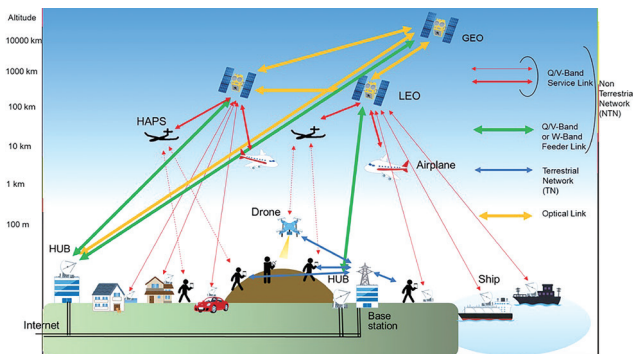 Altitude
10000 km
1000 km
100 km
10 km
1 km
100 m
GEO
LEO
HAPS
Airplane
Drone
HUB
HUB
Ship
Internet
Base
station
Q/V-Band
Service Link
Non
Terrestrial
Network
(NTN)
Q/V-Band
or W-Band
Feeder Link
Terrestrial
Network
(TN)
Optical Link